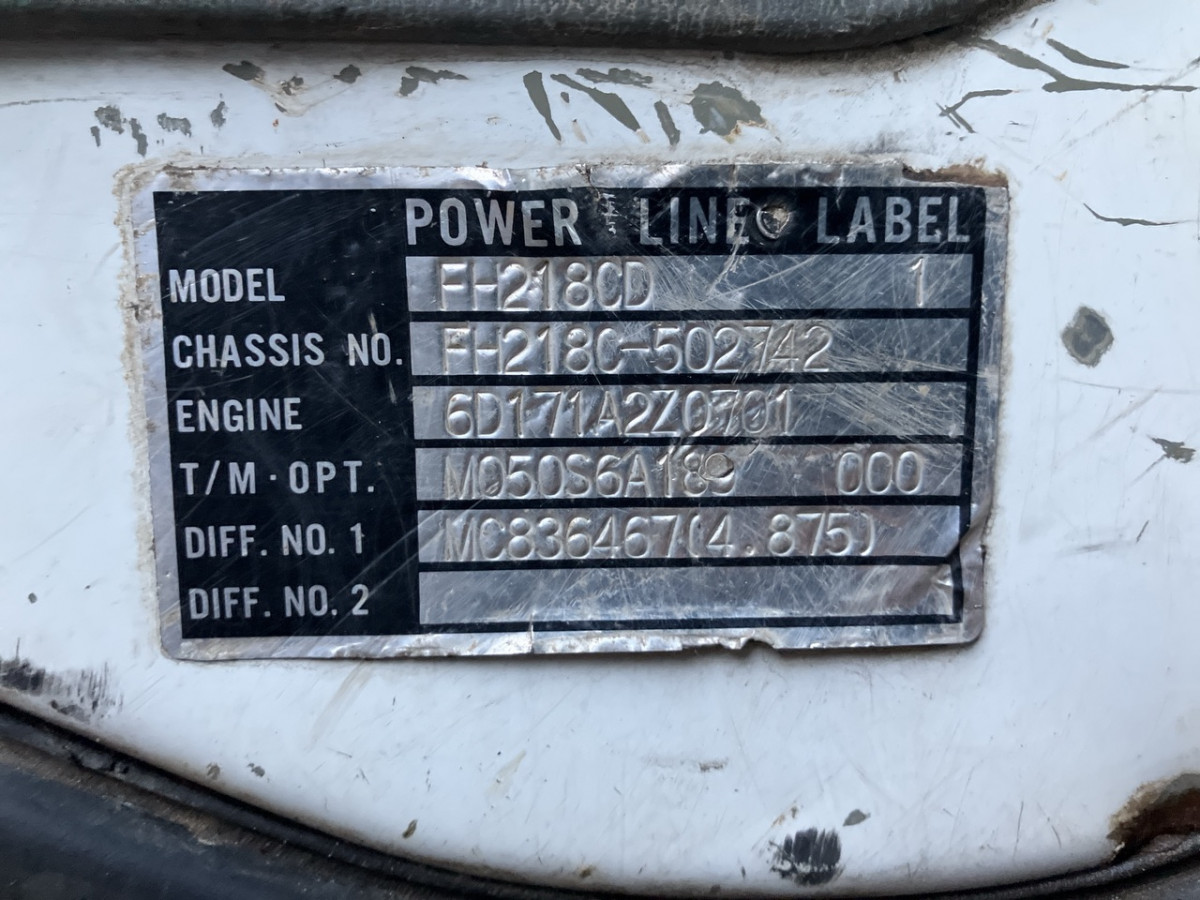 POWER LINE LABEL
MODEL FH218CD 1
CHASSIS NO. FH218C-502742
ENGINE 6D171A2Z0701
T/M·OPT. M050S6A189 000
DIFF. NO. 1 MC836467(4.875)
DIFF. NO. 2